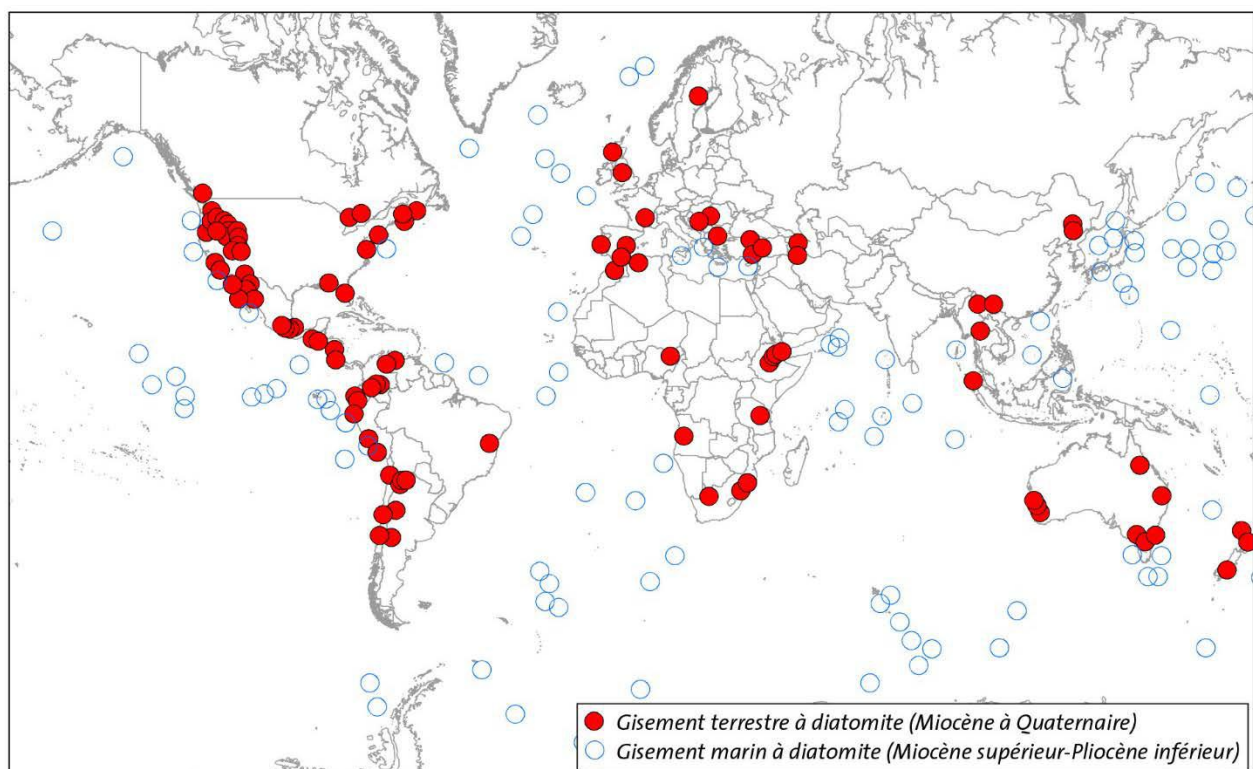 Gisement terrestre à diatomite (Miocène à Quaternaire)
Gisement marin à diatomite (Miocène supérieur-Pliocène inférieur)